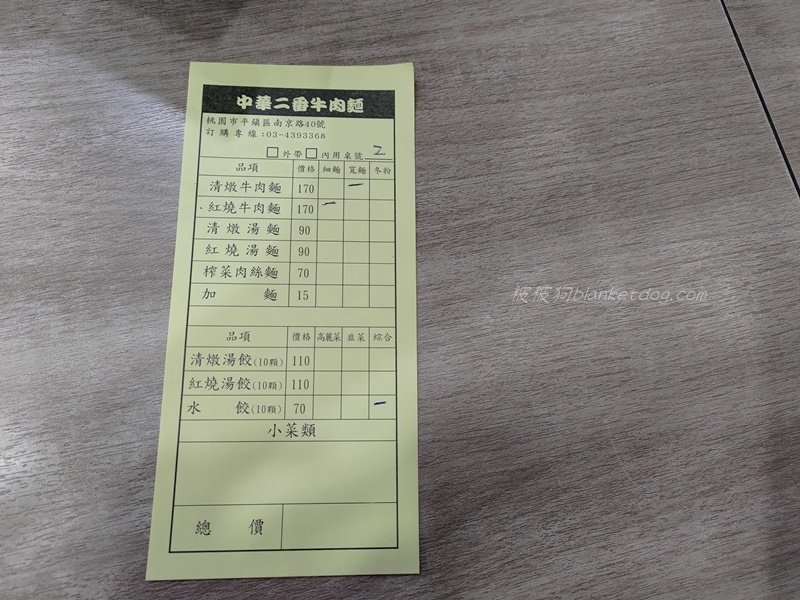 中華二番牛肉麵
桃園市平鎮區南京路40號
訂購專線:03-4393368
□外帶□內用桌號 2
品項 價格 細麵 寬麵 冬粉
清燉牛肉麵 170 一
紅燒牛肉麵 170 一
清燉湯麵 90
紅燒湯麵 90
榨菜肉絲麵 70
加 麵 15
品項 價格 高麗菜 韭菜 綜合
清燉湯餃(10顆) 110
紅燒湯餃(10顆) 110
水 餃(10顆) 70 一
小菜類
總 價
披披狗blanketdog.com